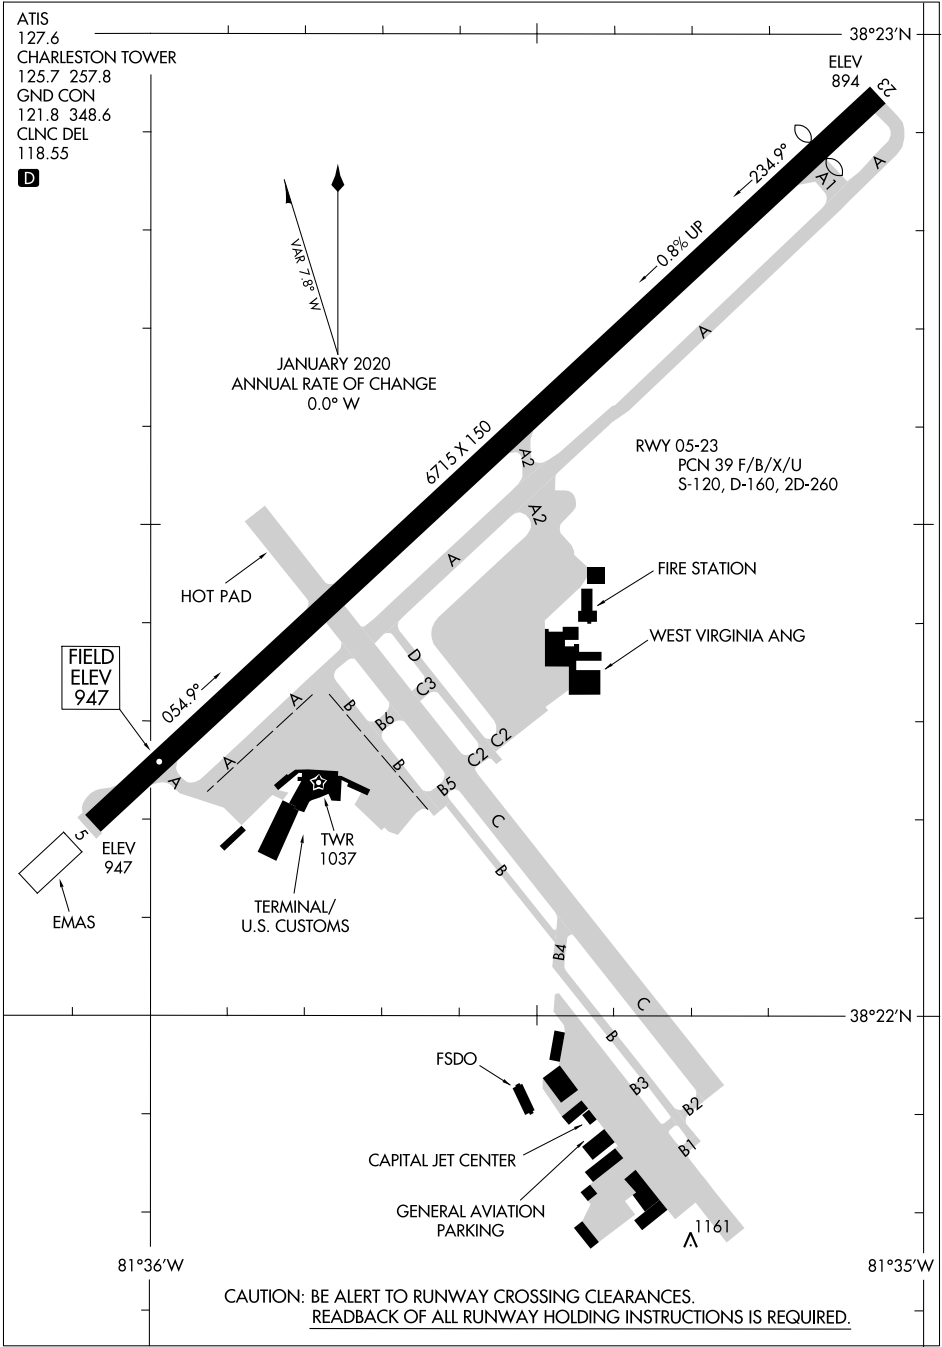 ATIS
127.6
CHARLESTON TOWER
125.7 257.8
GND CON
121.8 348.6
CLNC DEL
118.55
D
38°23'N
ELEV
894
23
A
A1
234.9°
0.8% UP
VAR 7.8° W
JANUARY 2020
ANNUAL RATE OF CHANGE
0.0° W
A
6715 X 150
A2
RWY 05-23
PCN 39 F/B/X/U
S-120, D-160, 2D-260
A2
A
HOT PAD
FIRE STATION
WEST VIRGINIA ANG
FIELD
ELEV
947
054.9°
D
C3
A
B
B6
C2
C2
A
B
A
B5
5
ELEV
947
TWR
1037
C
B
EMAS
TERMINAL/
U.S. CUSTOMS
B4
C
38°22'N
B
FSDO
B3
B2
B1
CAPITAL JET CENTER
GENERAL AVIATION
PARKING
1161
81°36'W
81°35'W
CAUTION: BE ALERT TO RUNWAY CROSSING CLEARANCES.
READBACK OF ALL RUNWAY HOLDING INSTRUCTIONS IS REQUIRED.